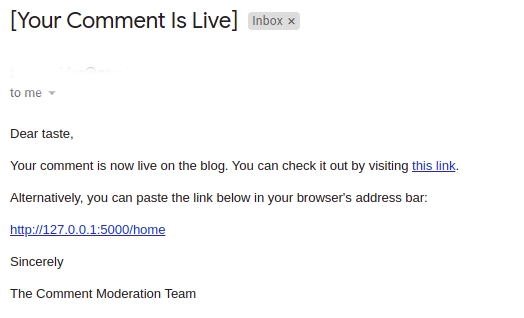 [Your Comment Is Live]
Inbox ×
to me
Dear taste,
Your comment is now live on the blog. You can check it out by visiting this link.
Alternatively, you can paste the link below in your browser's address bar:
http://127.0.0.1:5000/home
Sincerely
The Comment Moderation Team